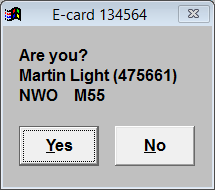 E-card 134564
Are you?
Martin Light (475661)
NWO M55
Yes No